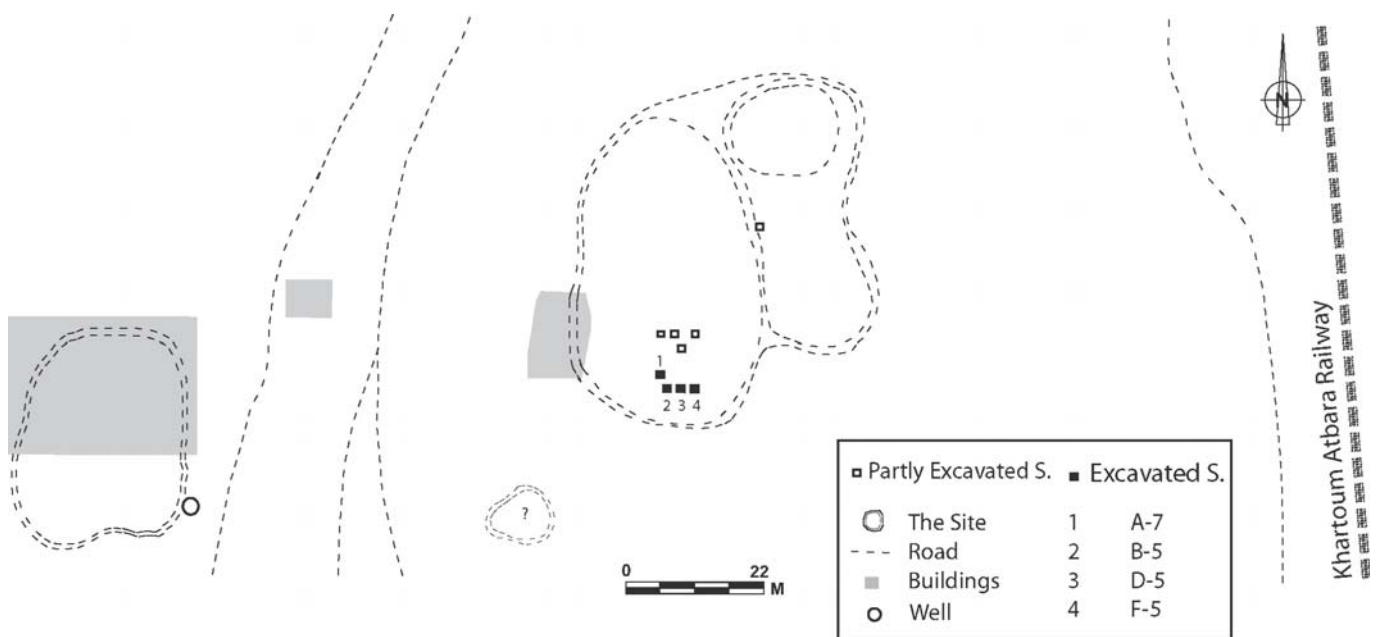 N
Khartoum Atbara Railway
1
2 3 4
?
0 22
M
Partly Excavated S. Excavated S.
The Site 1 A-7
Road 2 B-5
Buildings 3 D-5
Well 4 F-5